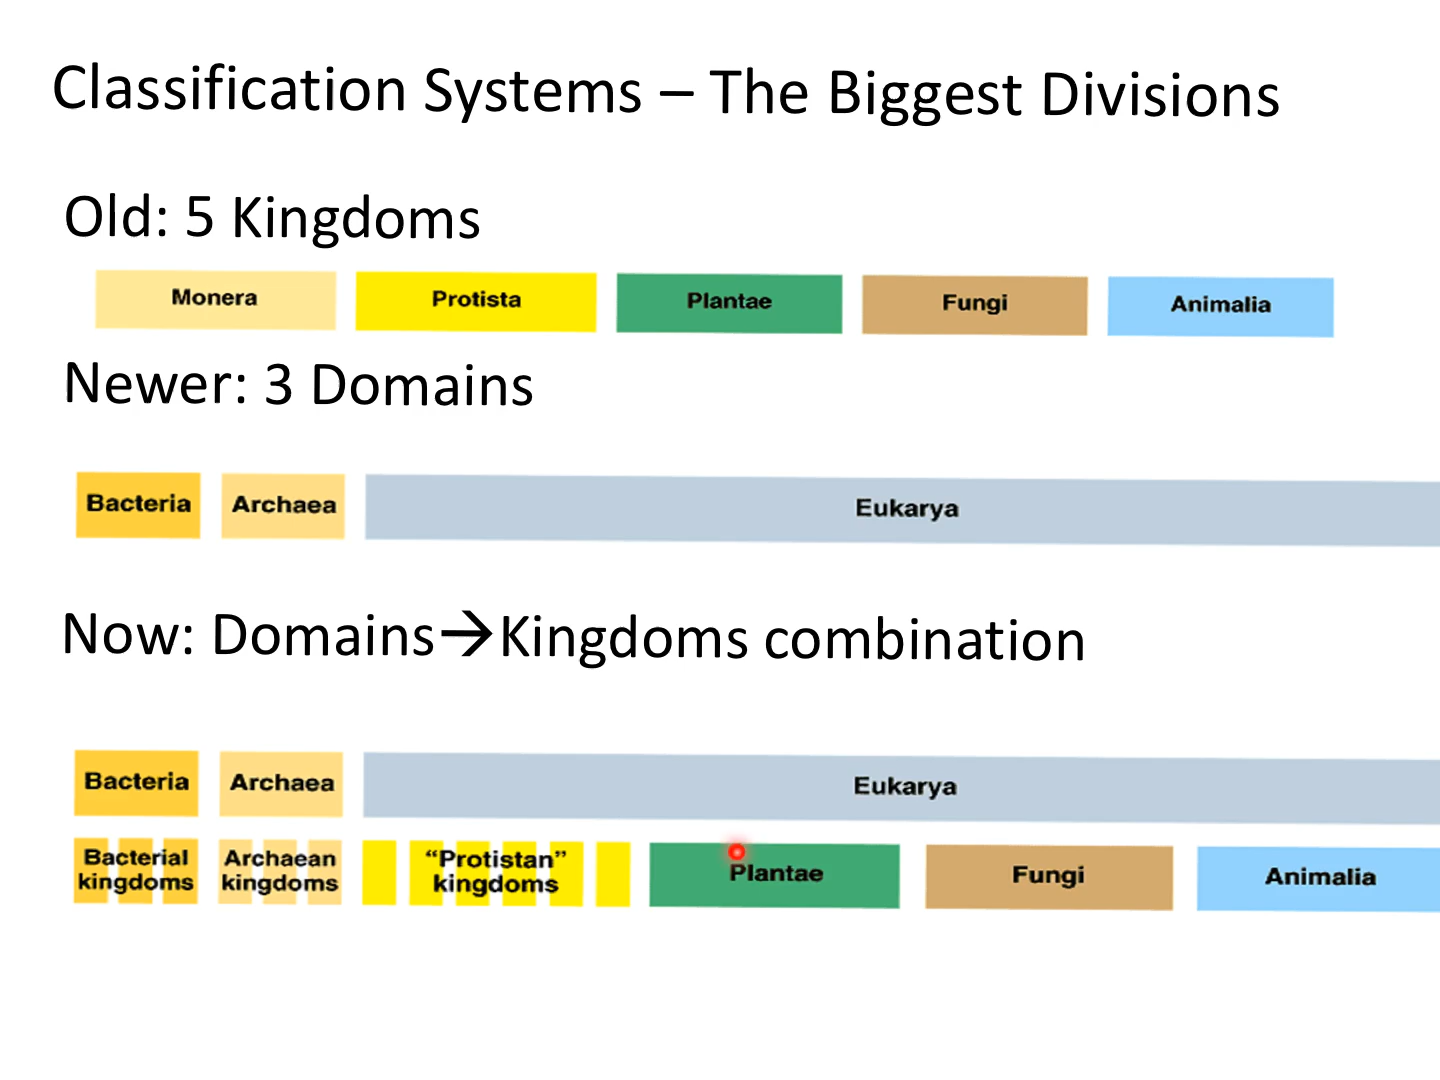 Classification Systems – The Biggest Divisions
Old: 5 Kingdoms
Monera Protista Plantae Fungi Animalia
Newer: 3 Domains
Bacteria Archaea Eukarya
Now: Domains→Kingdoms combination
Bacteria Archaea Eukarya
Bacterial kingdoms Archaean kingdoms “Protistan” kingdoms Plantae Fungi Animalia